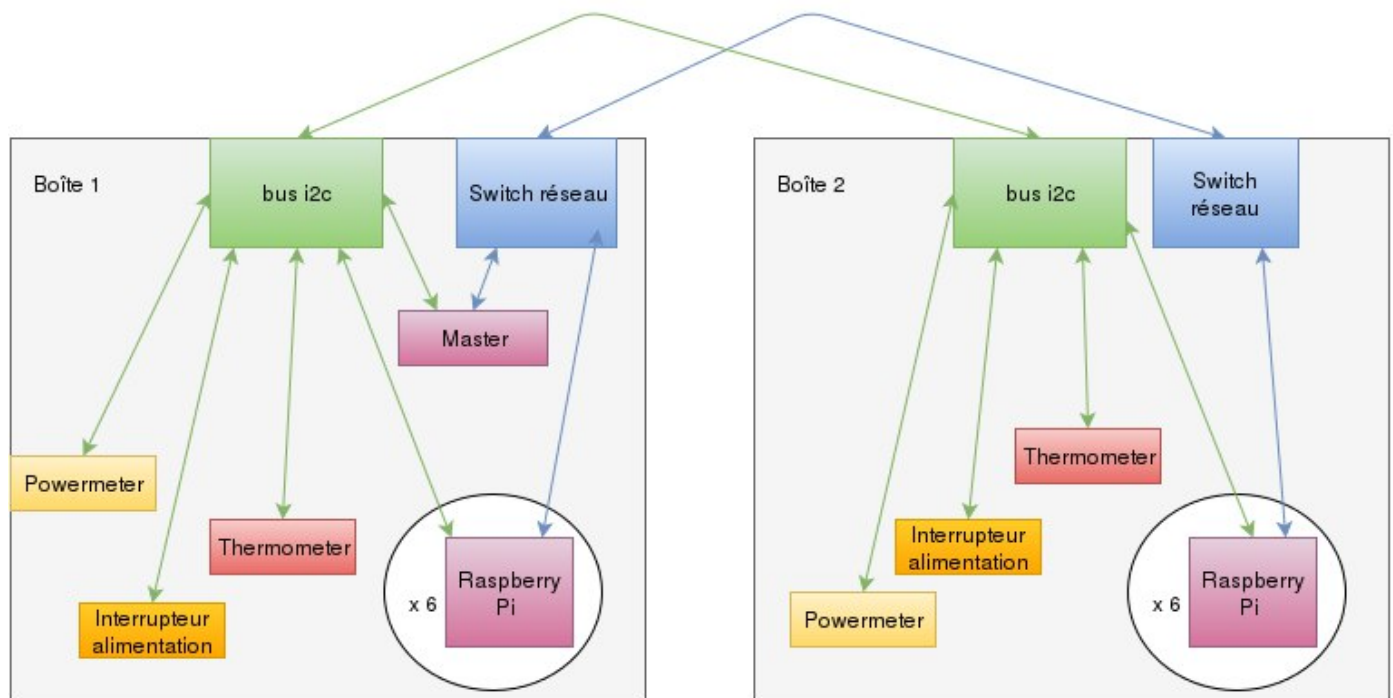 Boîte 1
bus i2c
Switch réseau
Master
Powermeter
Thermometer
Interrupteur
alimentation
x 6
Raspberry
Pi
Boîte 2
bus i2c
Switch
réseau
Thermometer
Interrupteur
alimentation
Powermeter
x 6
Raspberry
Pi